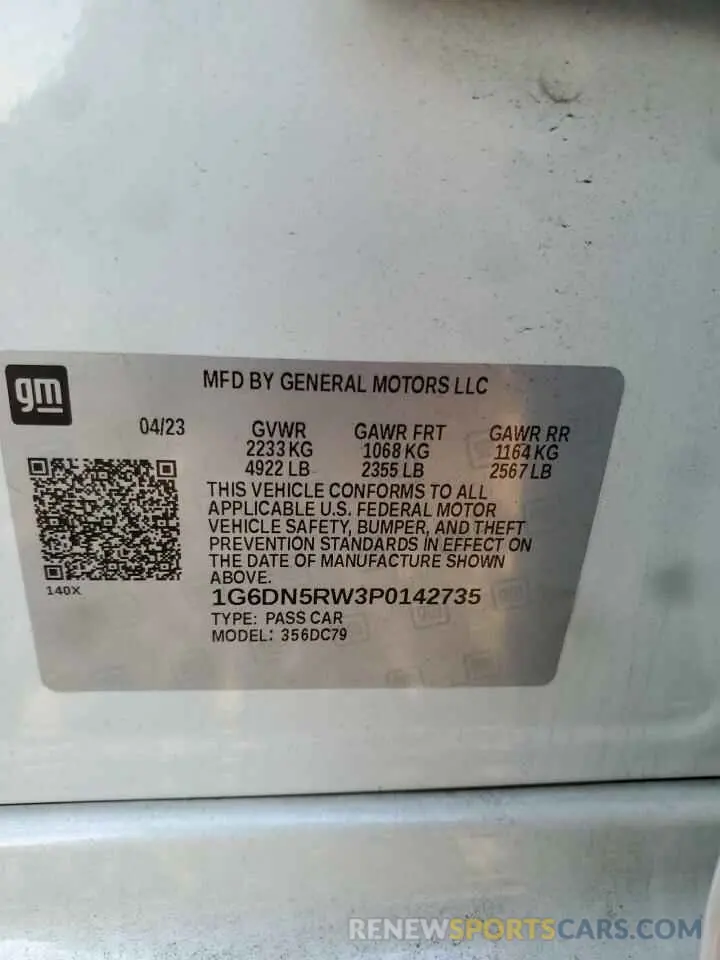 gm
MFD BY GENERAL MOTORS LLC
04/23 GVWR GAWR FRT GAWR RR
2233 KG 1068 KG 1164 KG
4922 LB 2355 LB 2567 LB
THIS VEHICLE CONFORMS TO ALL
APPLICABLE U.S. FEDERAL MOTOR
VEHICLE SAFETY, BUMPER, AND THEFT
PREVENTION STANDARDS IN EFFECT ON
THE DATE OF MANUFACTURE SHOWN
ABOVE.
140X
1G6DN5RW3P0142735
TYPE: PASS CAR
MODEL: 356DC79
RENEWSPORTSCARS.COM